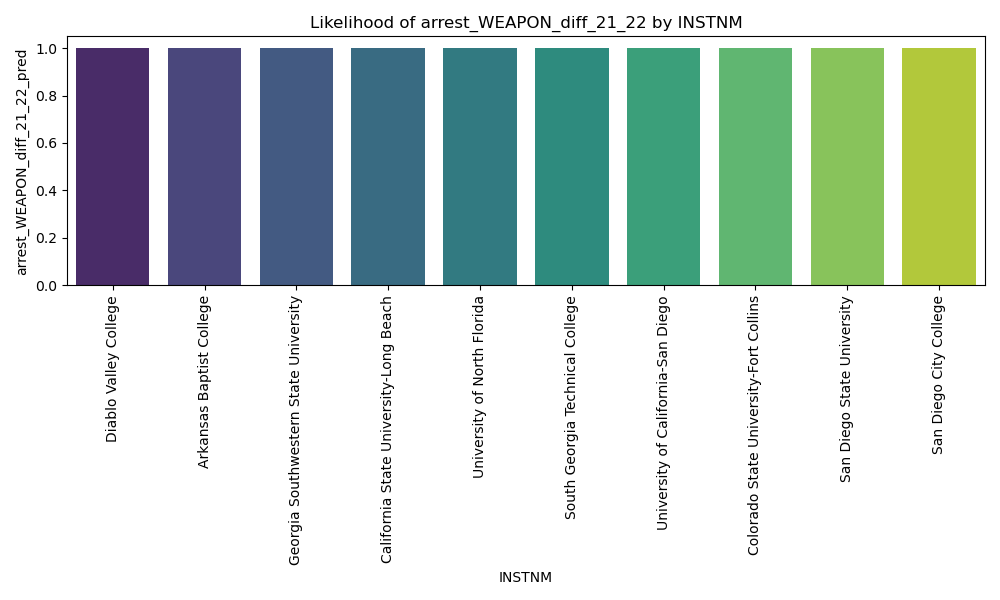 Likelihood of arrest_WEAPON_diff_21_22 by INSTNM
arrest_WEAPON_diff_21_22_pred
1.0
0.8
0.6
0.4
0.2
0.0
Diablo Valley College
Arkansas Baptist College
Georgia Southwestern State University
California State University-Long Beach
University of North Florida
South Georgia Technical College
University of California-San Diego
Colorado State University-Fort Collins
San Diego State University
San Diego City College
INSTNM